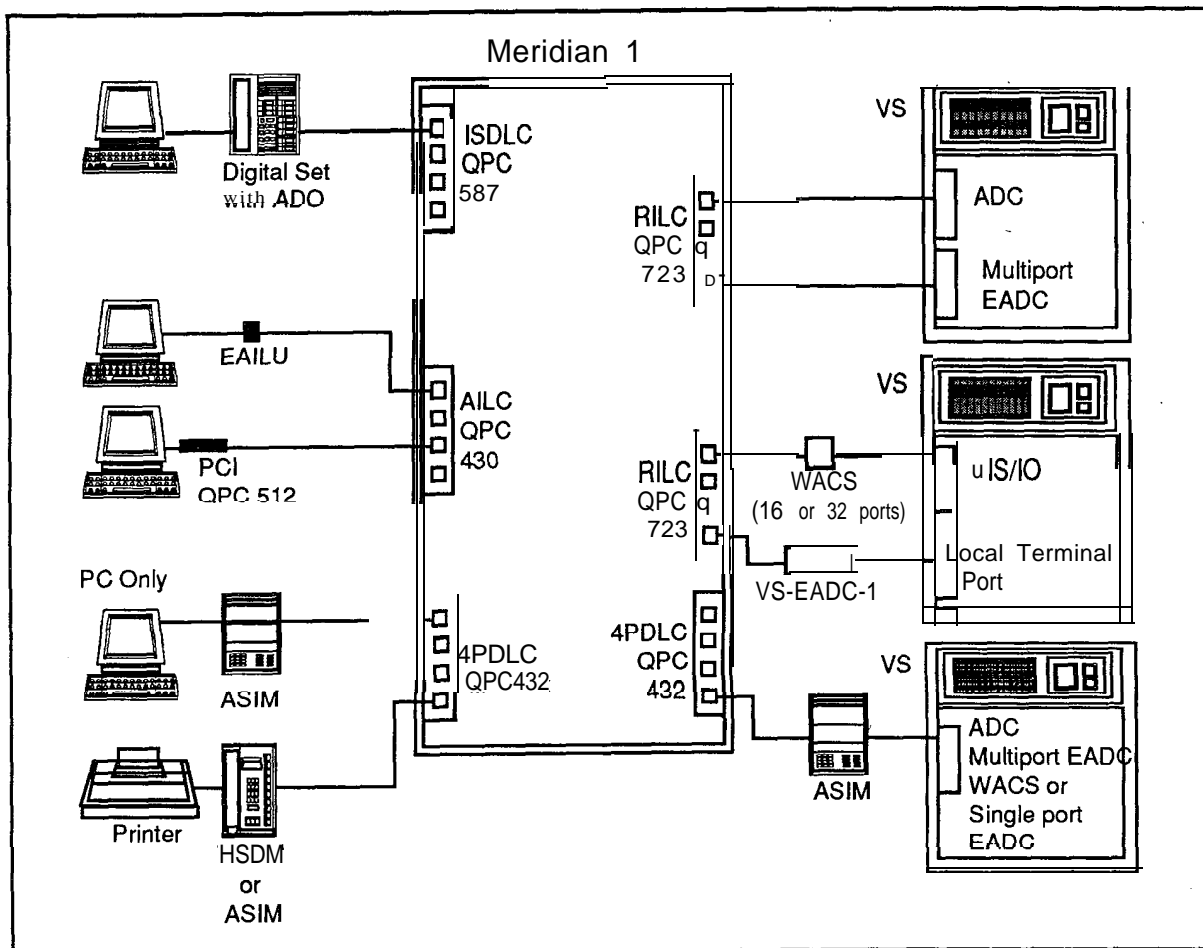 Meridian 1
Digital Set
with ADO
ISDLC
QPC
587
EAILU
PCI
QPC 512
AILC
QPC
430
PC Only
ASIM
4PDLC
QPC432
Printer
HSDM
or
ASIM
RILC
QPC q
723 D
RILC
QPC q
723
4PDLC
QPC
432
WACS
(16 or 32 ports)
VS-EADC-1
ASIM
VS
ADC
Multiport
EADC
VS
u IS/IO
Local Terminal
Port
VS
ADC
Multiport EADC
WACS or
Single port
EADC